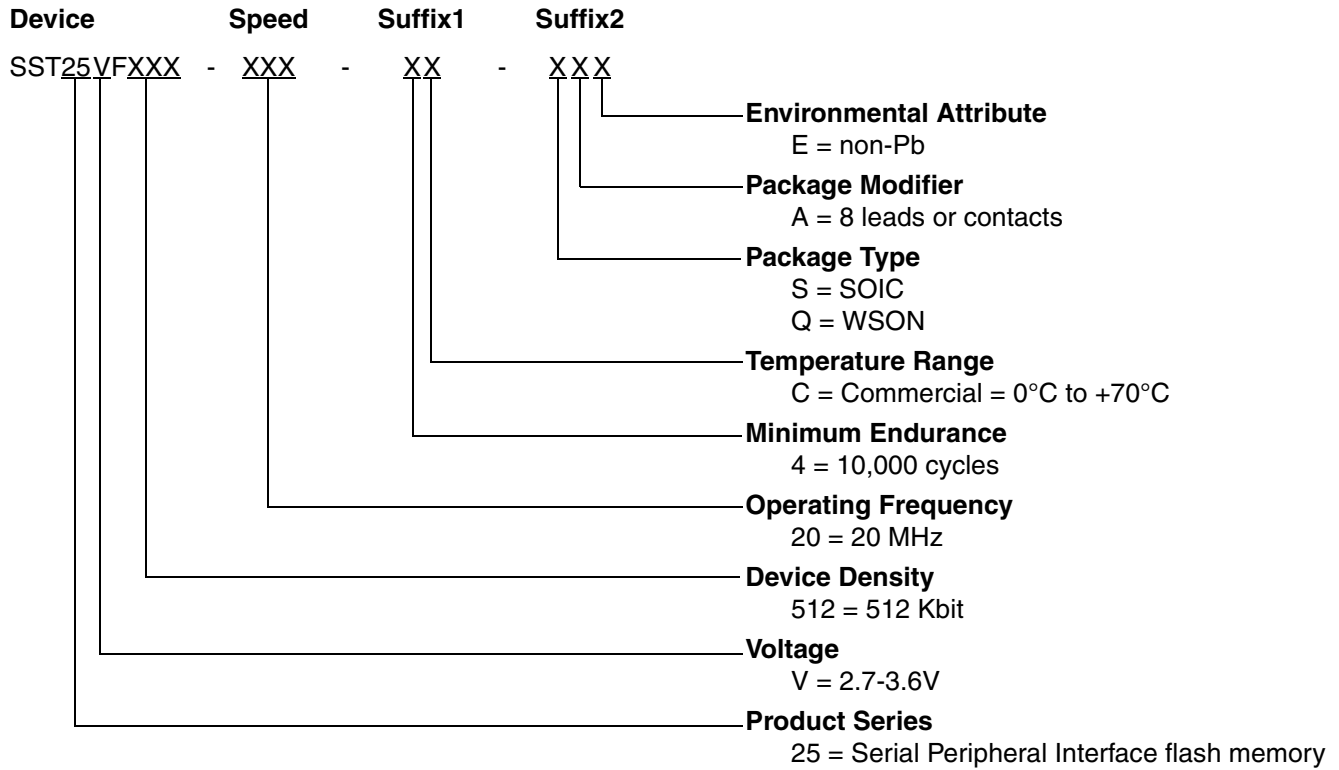 Device Speed Suffix1 Suffix2
SST25VFXXX - XXX - XX - XXX
Environmental Attribute
E = non-Pb
Package Modifier
A = 8 leads or contacts
Package Type
S = SOIC
Q = WSON
Temperature Range
C = Commercial = 0°C to +70°C
Minimum Endurance
4 = 10,000 cycles
Operating Frequency
20 = 20 MHz
Device Density
512 = 512 Kbit
Voltage
V = 2.7-3.6V
Product Series
25 = Serial Peripheral Interface flash memory